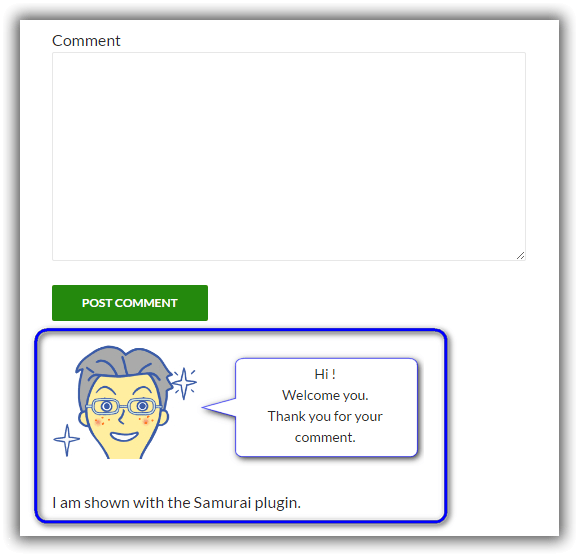 Comment
POST COMMENT
Hi !
Welcome you.
Thank you for your
comment.
I am shown with the Samurai plugin.